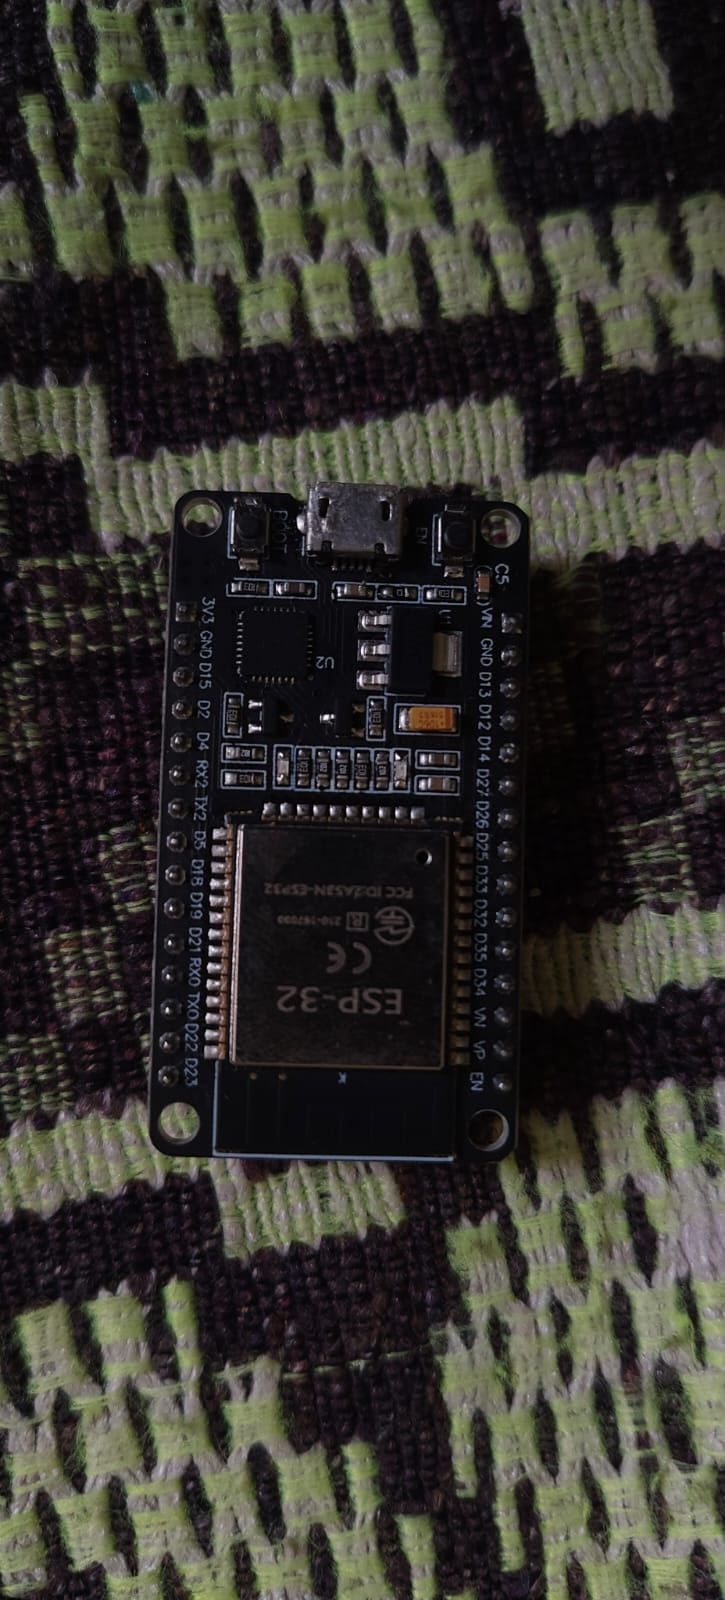 BOOT
EN
C5
U2
3V3 GND D15 D2 D4 RX2 TX2 D5 D18 D19 D21 RX0 TX0 D22 D23
VIN GND D13 D12 D14 D27 D26 D25 D33 D32 D35 D34 VN VP EN
ESP-32
CE
FCC ID:2A53N-ESP32